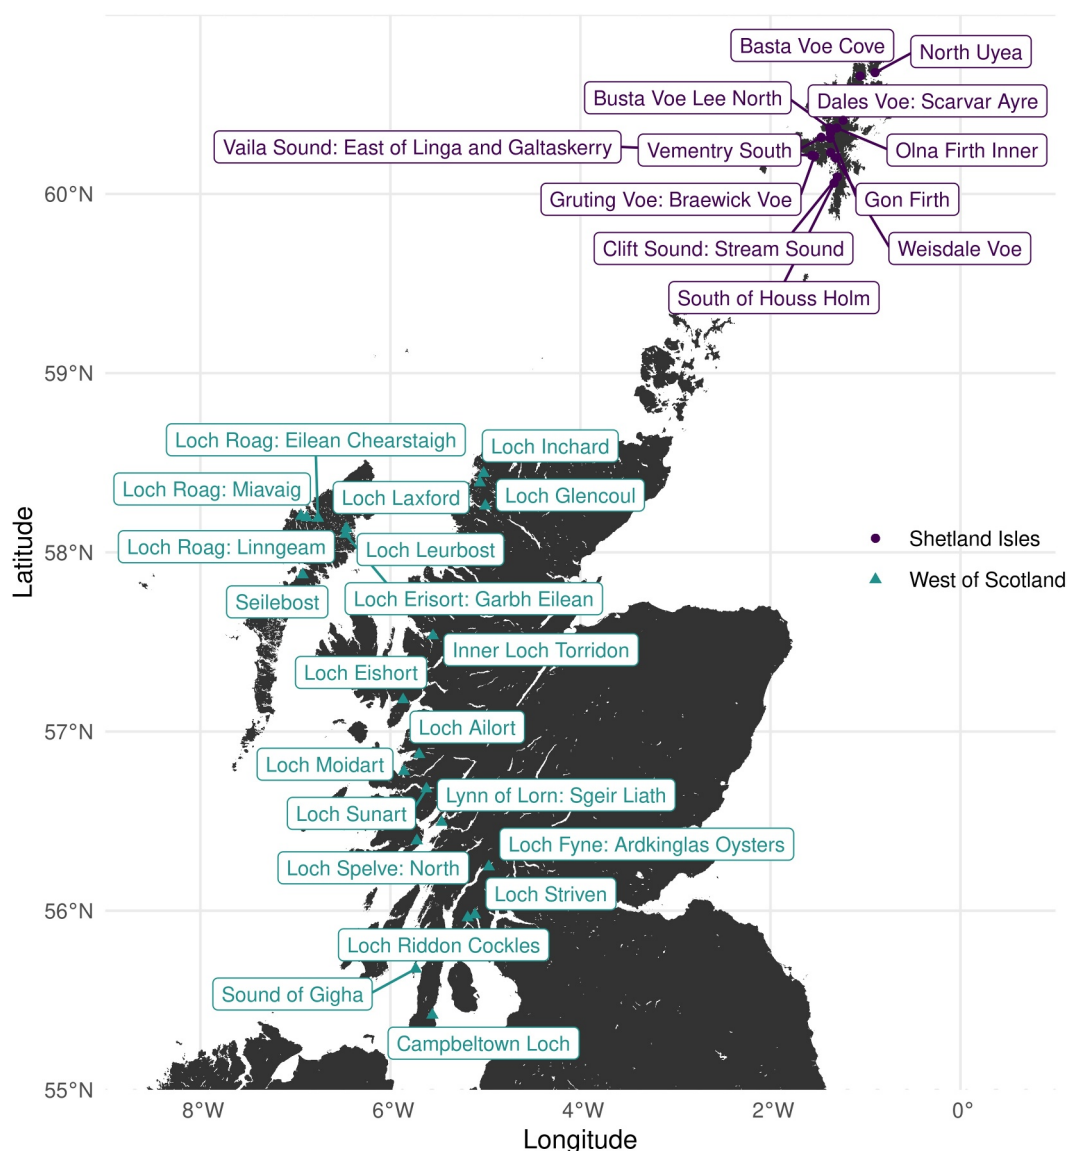 Basta Voe Cove
North Uyea
Busta Voe Lee North
Dales Voe: Scarvar Ayre
Vaila Sound: East of Linga and Galtaskerry
Vementry South
Olna Firth Inner
60°N
Gruting Voe: Braewick Voe
Gon Firth
Clift Sound: Stream Sound
Weisdale Voe
South of Houss Holm
59°N
Loch Roag: Eilean Chearstaigh
Loch Inchard
Loch Roag: Miavaig
Loch Laxford
Loch Glencoul
Latitude
58°N
Loch Roag: Linngeam
Loch Leurbost
Shetland Isles
West of Scotland
Seilebost
Loch Erisort: Garbh Eilean
Inner Loch Torridon
Loch Eishort
57°N
Loch Ailort
Loch Moidart
Lynn of Lorn: Sgeir Liath
Loch Sunart
Loch Fyne: Ardkinglas Oysters
Loch Spelve: North
Loch Striven
56°N
Loch Riddon Cockles
Sound of Gigha
Campbeltown Loch
55°N
8°W
6°W
4°W
2°W
0°
Longitude